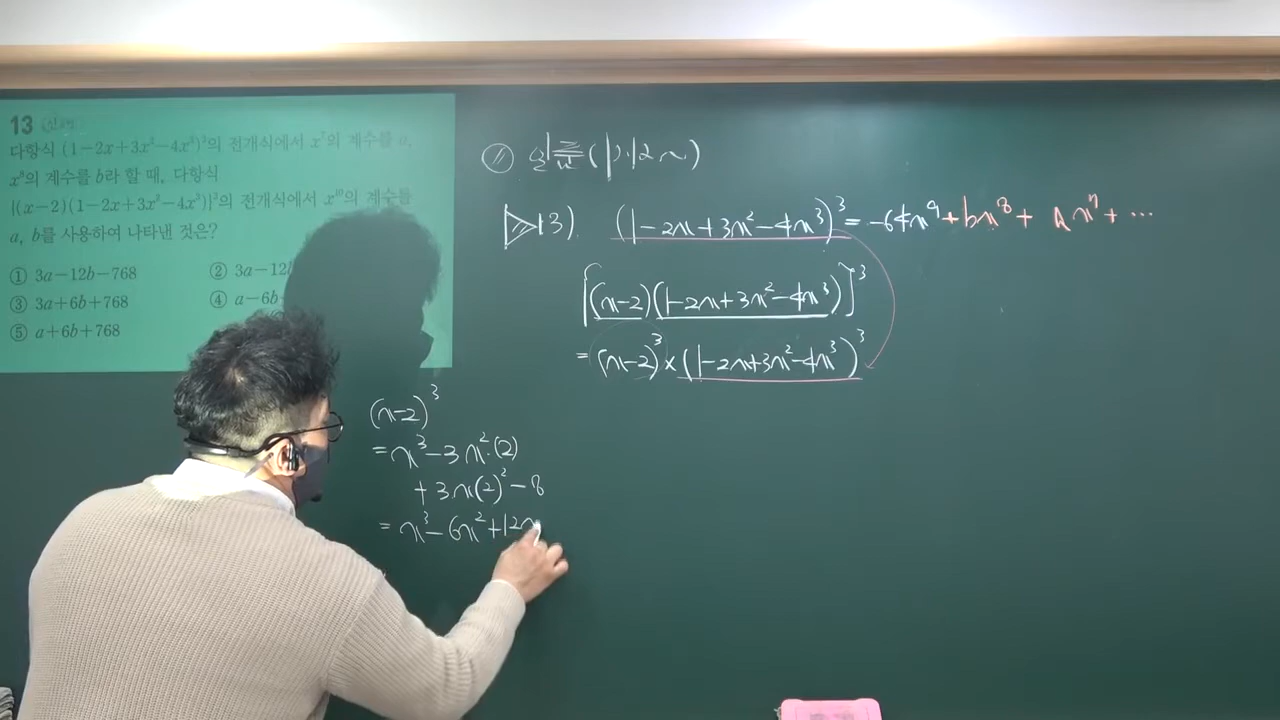 13
다항식 (1-2x+3x²-4x³)³의 전개식에서 x⁷의 계수를 a,
x⁸의 계수를 b라 할 때, 다항식
{(x-2)(1-2x+3x²-4x³)}³의 전개식에서 x¹⁰의 계수를
a, b를 사용하여 나타낸 것은?
① 3a-12b-768
② 3a-12b
③ 3a+6b+768
④ a-6b
⑤ a+6b+768
(p.12~)
13). (1-2x+3x²-4x³)³=-64x⁹+bx⁸+ax⁷+…
[(x-2)(1-2x+3x²-4x³)]³
=(x-2)³×(1-2x+3x²-4x³)³
(x-2)³
=x³-3x²·(2)
+3x(2)²-8
=x³-6x²+12x